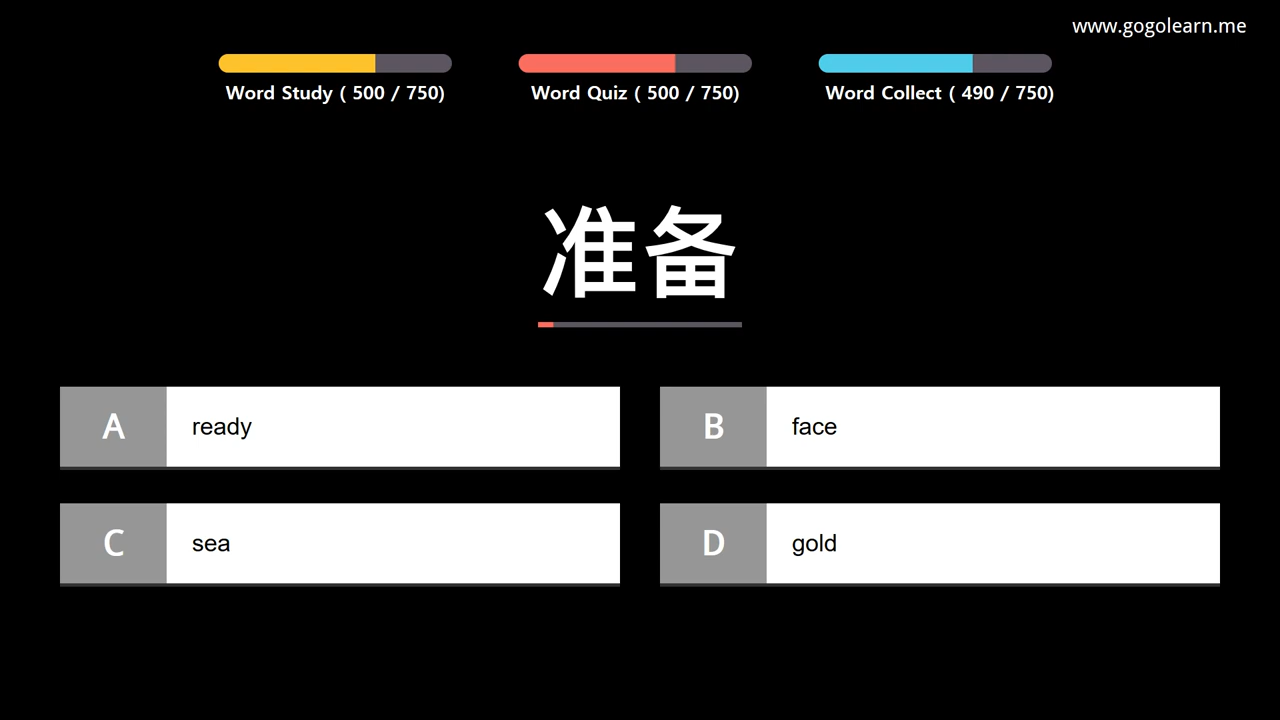 www.gogolearn.me
Word Study ( 500 / 750)
Word Quiz ( 500 / 750)
Word Collect ( 490 / 750)
准备
A ready
B face
C sea
D gold